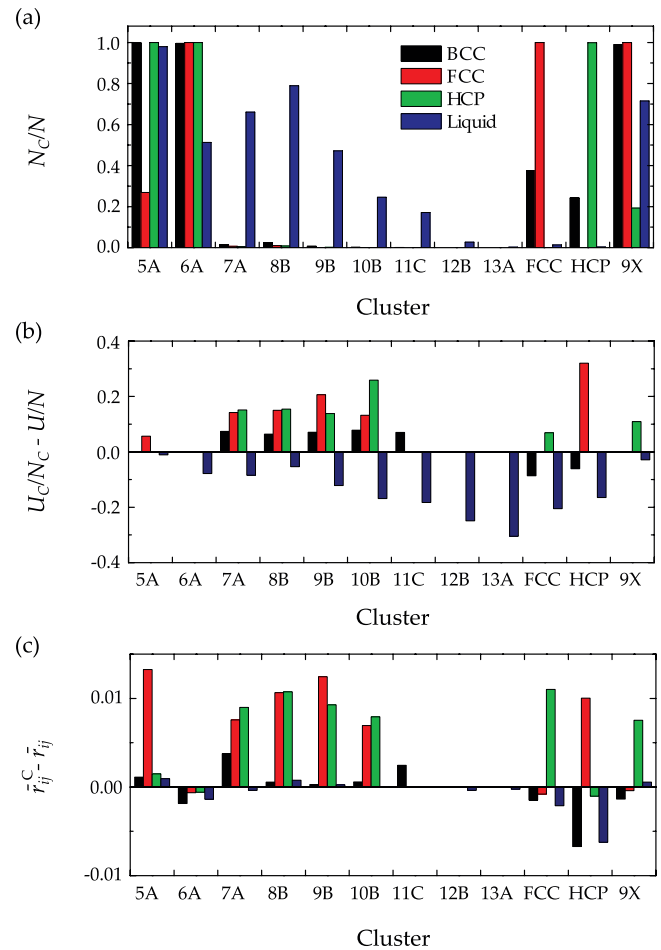 (a)
1.0
0.8
0.6
0.4
0.2
0.0
N_C/N
BCC
FCC
HCP
Liquid
5A 6A 7A 8B 9B 10B 11C 12B 13A FCC HCP 9X
Cluster
(b)
0.4
0.2
0.0
-0.2
-0.4
U_C/N_C - U/N
5A 6A 7A 8B 9B 10B 11C 12B 13A FCC HCP 9X
Cluster
(c)
0.01
0.00
-0.01
r̄_ij^C - r̄_ij
5A 6A 7A 8B 9B 10B 11C 12B 13A FCC HCP 9X
Cluster